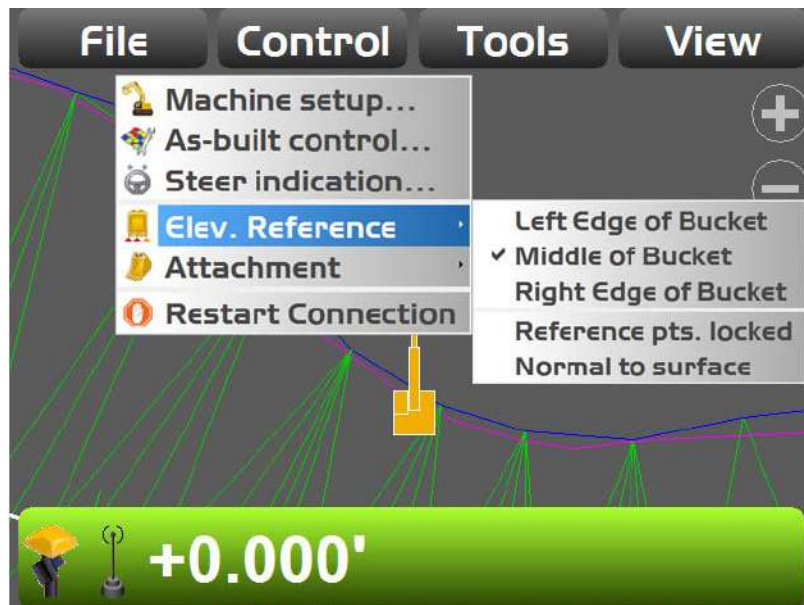 File Control Tools View
Machine setup...
As-built control...
Steer indication...
Elev. Reference
Attachment
Restart Connection
Left Edge of Bucket
✓ Middle of Bucket
Right Edge of Bucket
Reference pts. locked
Normal to surface
+0.000'